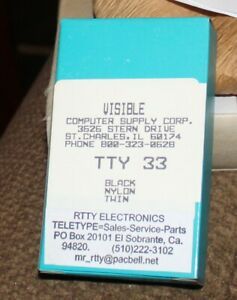 VISIBLE
COMPUTER SUPPLY CORP.
3626 STERN DRIVE
ST.CHARLES,IL 60174
PHONE 800-323-0628
TTY 33
BLACK
NYLON
TWIN
RTTY ELECTRONICS
TELETYPE=Sales-Service-Parts
PO Box 20101 El Sobrante, Ca.
94820. (510)222-3102
mr_rtty@pacbell.net